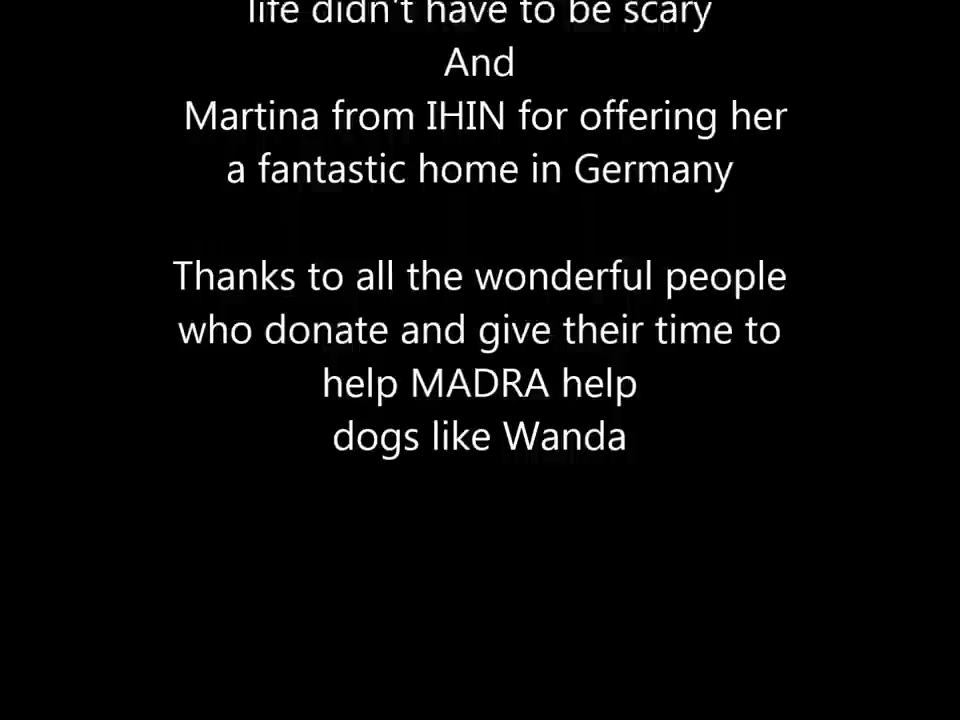 life didn't have to be scary
And
Martina from IHIN for offering her
a fantastic home in Germany
Thanks to all the wonderful people
who donate and give their time to
help MADRA help
dogs like Wanda